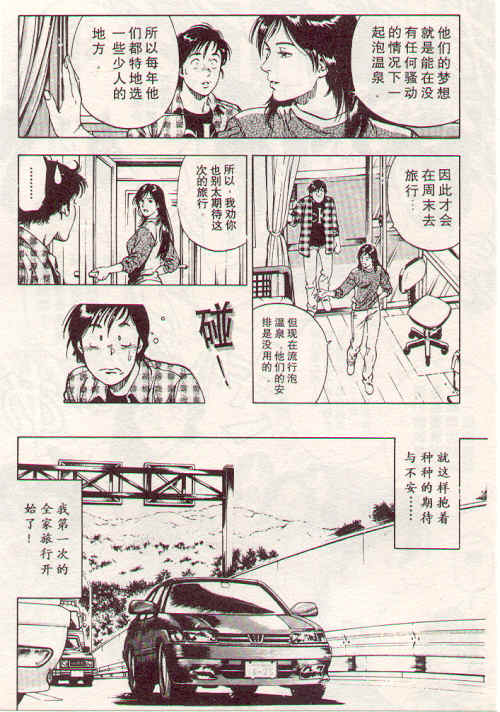 他们的梦想
就是能在没
有任何骚动
的情况下一
起泡温泉．
所以每年他
们都特地选
一些少人的
地方．
因此才会
在周末去
旅行……
但现在流行泡
温泉，他们的安
排是没用的．
所以，我劝你
也别太期待这
次的旅行．
………
碰！
就这样抱着
种种的期待
与不安……
我第一次的
全家旅行开
始了！